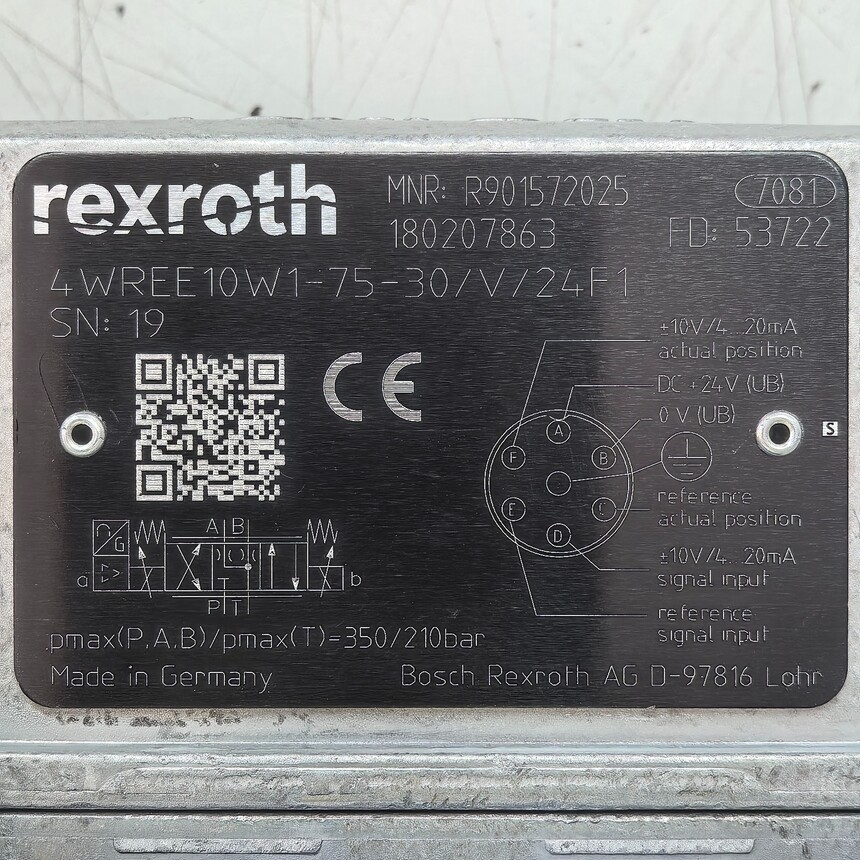 rexroth
MNR: R901572025
7081
180207863
FD: 53722
4WREE10W1-75-30/V/24F1
SN: 19
CE
±10V/4...20mA
actual position
DC +24V (UB)
0 V (UB)
A
F
B
E
C
D
S
reference
actual position
±10V/4...20mA
signal input
reference
signal input
A B
G
a
b
P T
pmax(P,A,B)/pmax(T)=350/210bar
Made in Germany
Bosch Rexroth AG D-97816 Lohr